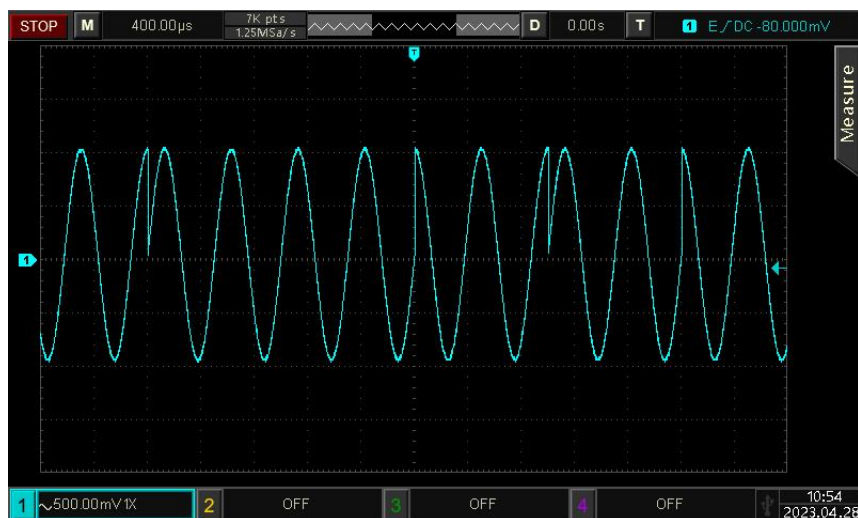 STOP M 400.00μs 7K pts D 0.00s T 1 E DC -80.000mV
1.25MSa/s
T
Measure
1
1 500.00mV 1X 2 OFF 3 OFF 4 OFF 10:54
2023.04.28